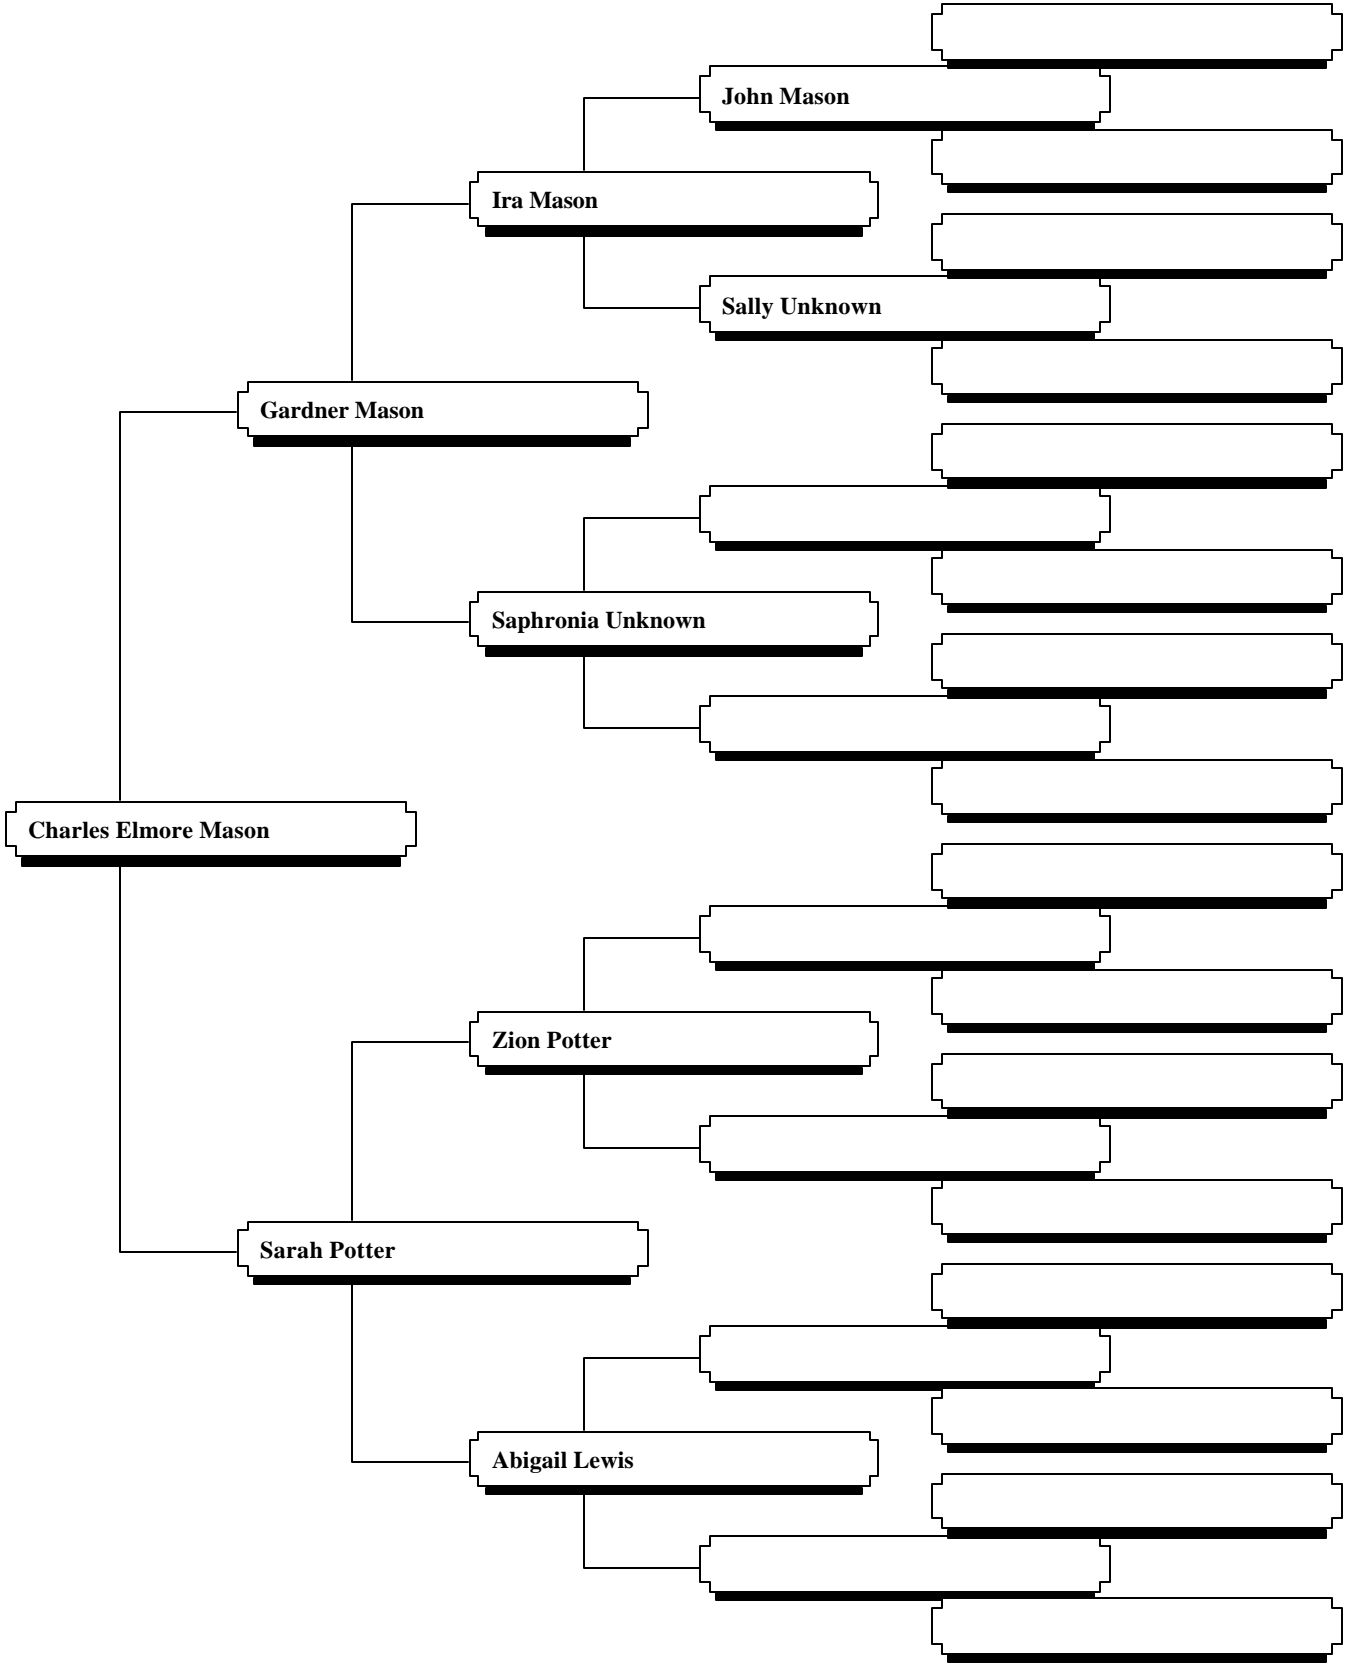 John Mason
Ira Mason
Sally Unknown
Gardner Mason
Saphronia Unknown
Charles Elmore Mason
Zion Potter
Sarah Potter
Abigail Lewis